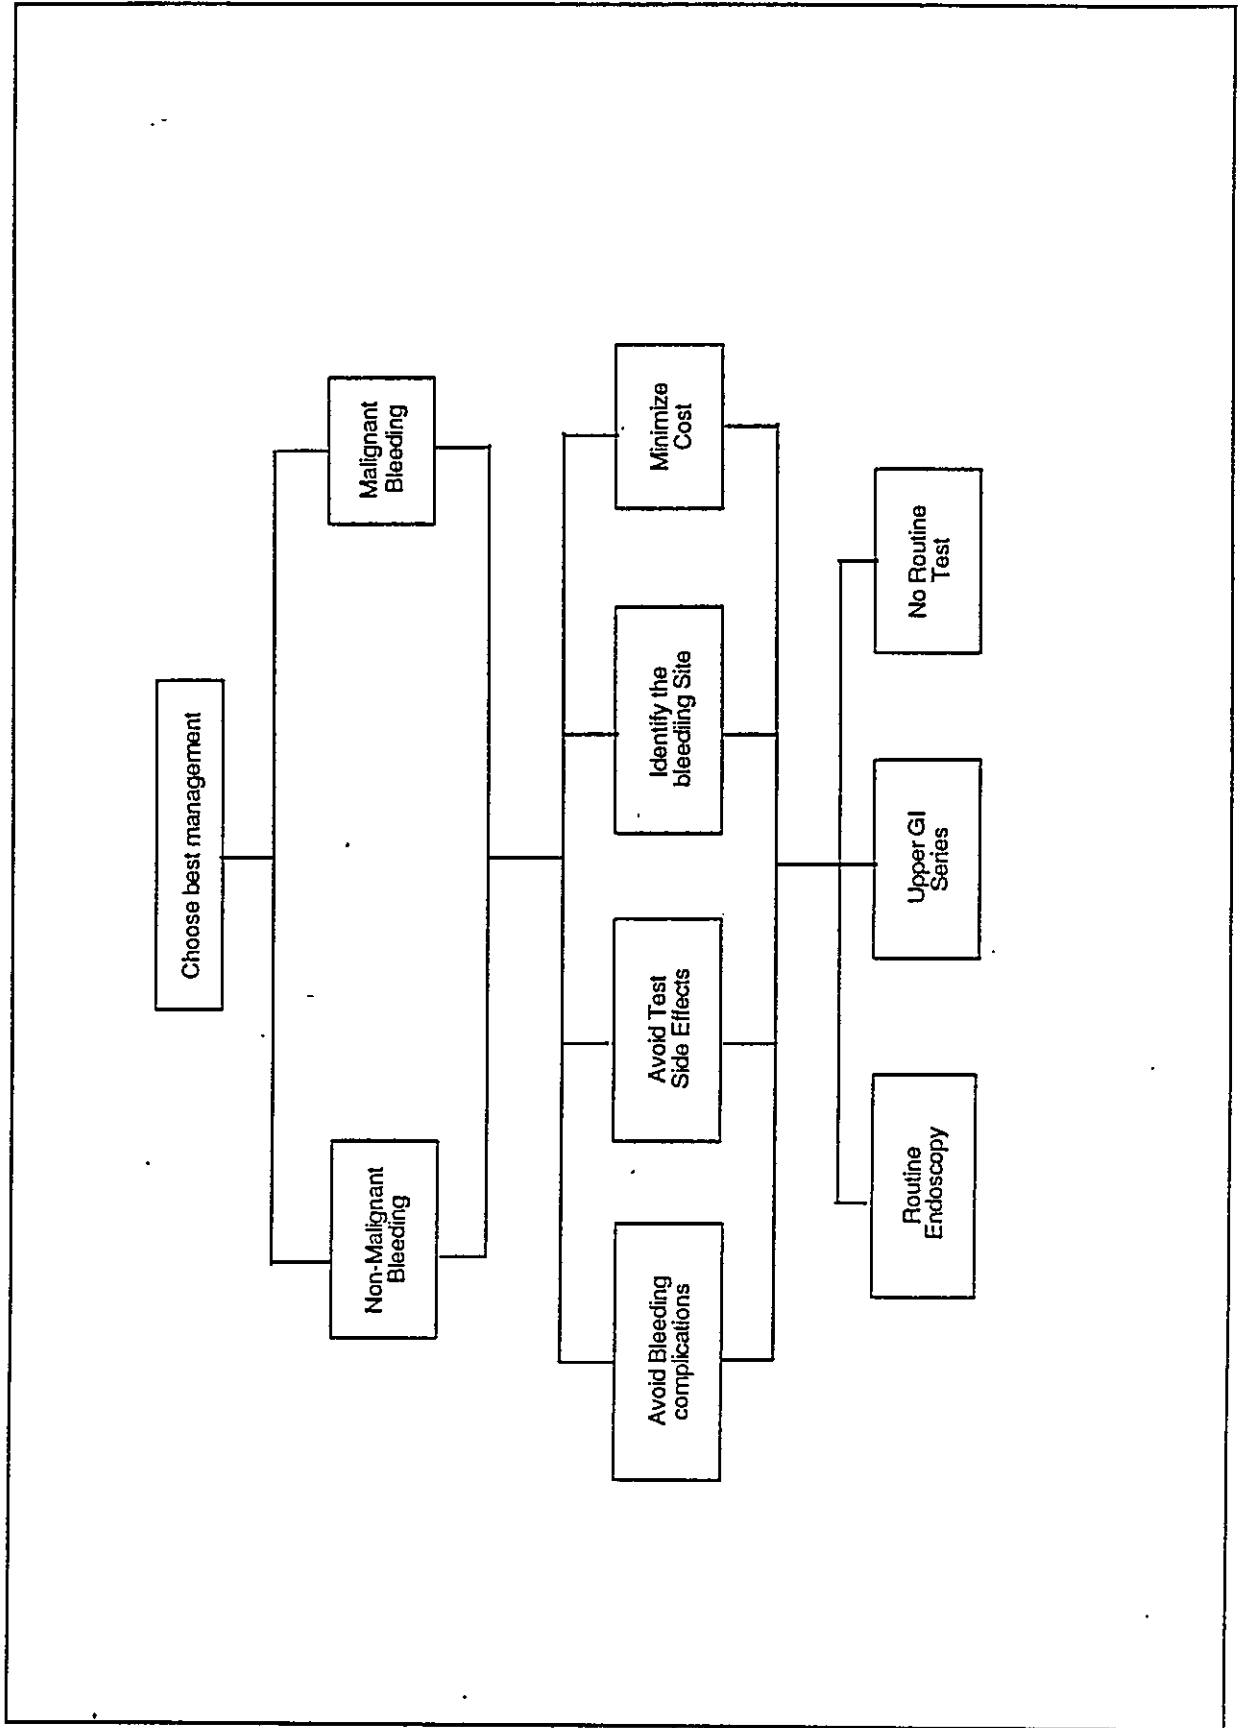 Choose best management
Non-Malignant
Bleeding
Malignant
Bleeding
Avoid Bleeding
complications
Avoid Test
Side Effects
Identify the
bleediing Site
Minimize
Cost
Routine
Endoscopy
Upper GI
Series
No Routine
Test